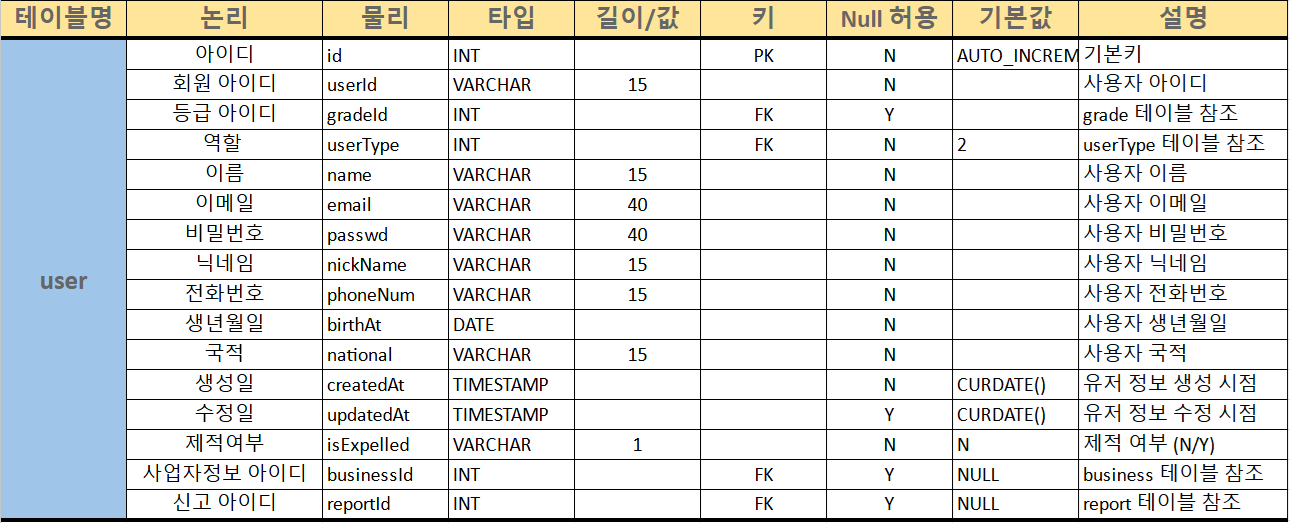 테이블명 논리 물리 타입 길이/값 키 Null 허용 기본값 설명
user
아이디 id INT PK N AUTO_INCREM 기본키
회원 아이디 userId VARCHAR 15 N 사용자 아이디
등급 아이디 gradeId INT FK Y grade 테이블 참조
역할 userType INT FK N 2 userType 테이블 참조
이름 name VARCHAR 15 N 사용자 이름
이메일 email VARCHAR 40 N 사용자 이메일
비밀번호 passwd VARCHAR 40 N 사용자 비밀번호
닉네임 nickName VARCHAR 15 N 사용자 닉네임
전화번호 phoneNum VARCHAR 15 N 사용자 전화번호
생년월일 birthAt DATE N 사용자 생년월일
국적 national VARCHAR 15 N 사용자 국적
생성일 createdAt TIMESTAMP N CURDATE() 유저 정보 생성 시점
수정일 updatedAt TIMESTAMP Y CURDATE() 유저 정보 수정 시점
제적여부 isExpelled VARCHAR 1 N N 제적 여부 (N/Y)
사업자정보 아이디 businessId INT FK Y NULL business 테이블 참조
신고 아이디 reportId INT FK Y NULL report 테이블 참조